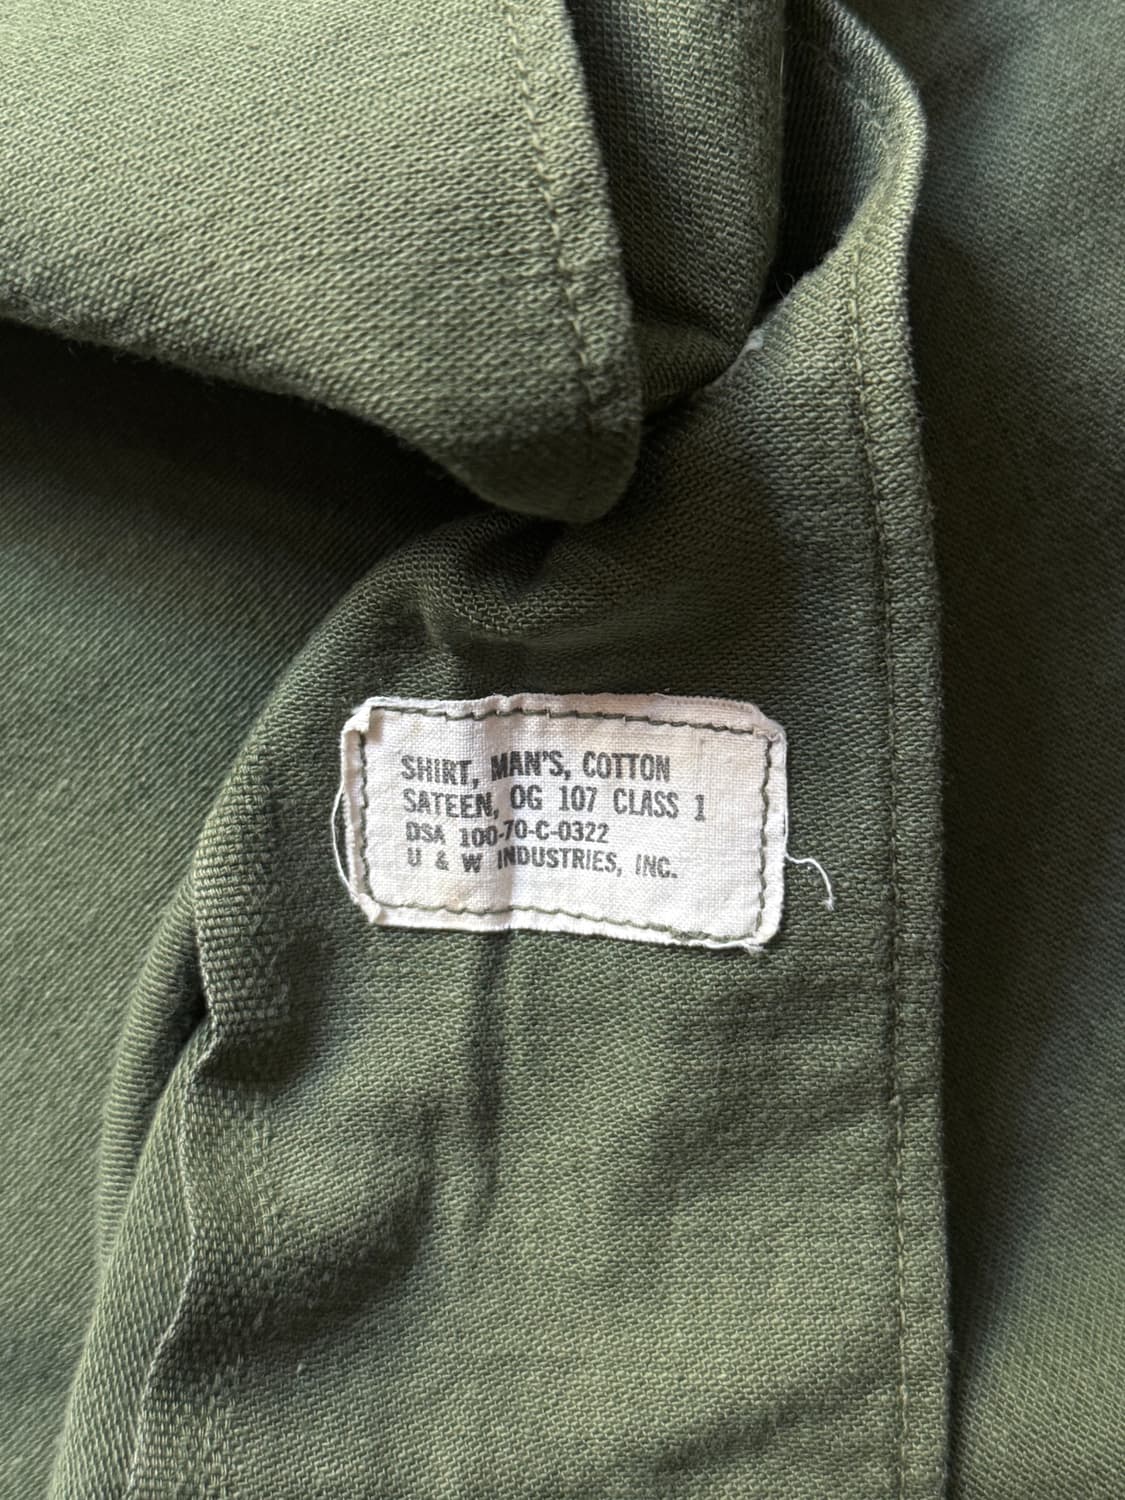 SHIRT, MAN'S, COTTON
SATEEN, OG 107 CLASS 1
DSA 100-70-C-0322
U & W INDUSTRIES, INC.